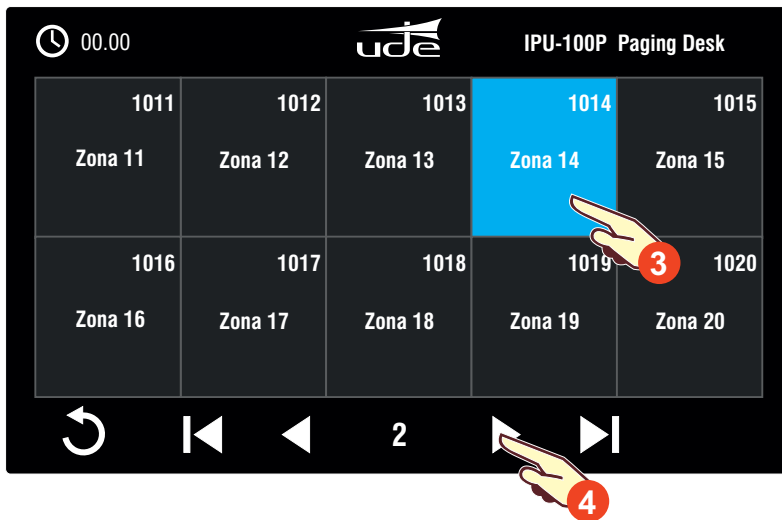 00.00 ude IPU-100P Paging Desk
1011 1012 1013 1014 1015
Zona 11 Zona 12 Zona 13 Zona 14 Zona 15
3
1016 1017 1018 1019 1020
Zona 16 Zona 17 Zona 18 Zona 19 Zona 20
2
4